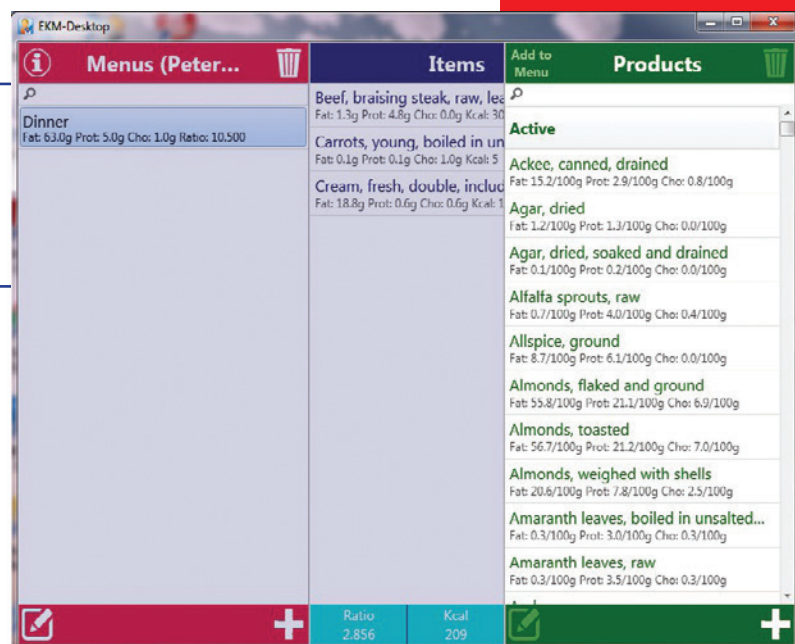 EKM-Desktop
Menus (Peter...
Dinner
Fat: 63.0g Prot: 5.0g Cho: 1.0g Ratio: 10.500
Items
Beef, braising steak, raw, lea
Fat: 1.3g Prot: 4.8g Cho: 0.0g Kcal: 30
Carrots, young, boiled in un
Fat: 0.1g Prot: 0.1g Cho: 1.0g Kcal: 5
Cream, fresh, double, includ
Fat: 18.8g Prot: 0.6g Cho: 0.6g Kcal: 1
Ratio
2.856
Kcal
209
Add to
Menu
Products
Active
Ackee, canned, drained
Fat: 15.2/100g Prot: 2.9/100g Cho: 0.8/100g
Agar, dried
Fat: 1.2/100g Prot: 1.3/100g Cho: 0.0/100g
Agar, dried, soaked and drained
Fat: 0.1/100g Prot: 0.2/100g Cho: 0.0/100g
Alfalfa sprouts, raw
Fat: 0.7/100g Prot: 4.0/100g Cho: 0.4/100g
Allspice, ground
Fat: 8.7/100g Prot: 6.1/100g Cho: 0.0/100g
Almonds, flaked and ground
Fat: 55.8/100g Prot: 21.1/100g Cho: 6.9/100g
Almonds, toasted
Fat: 56.7/100g Prot: 21.2/100g Cho: 7.0/100g
Almonds, weighed with shells
Fat: 20.6/100g Prot: 7.8/100g Cho: 2.5/100g
Amaranth leaves, boiled in unsalted...
Fat: 0.3/100g Prot: 3.0/100g Cho: 0.3/100g
Amaranth leaves, raw
Fat: 0.3/100g Prot: 3.5/100g Cho: 0.3/100g